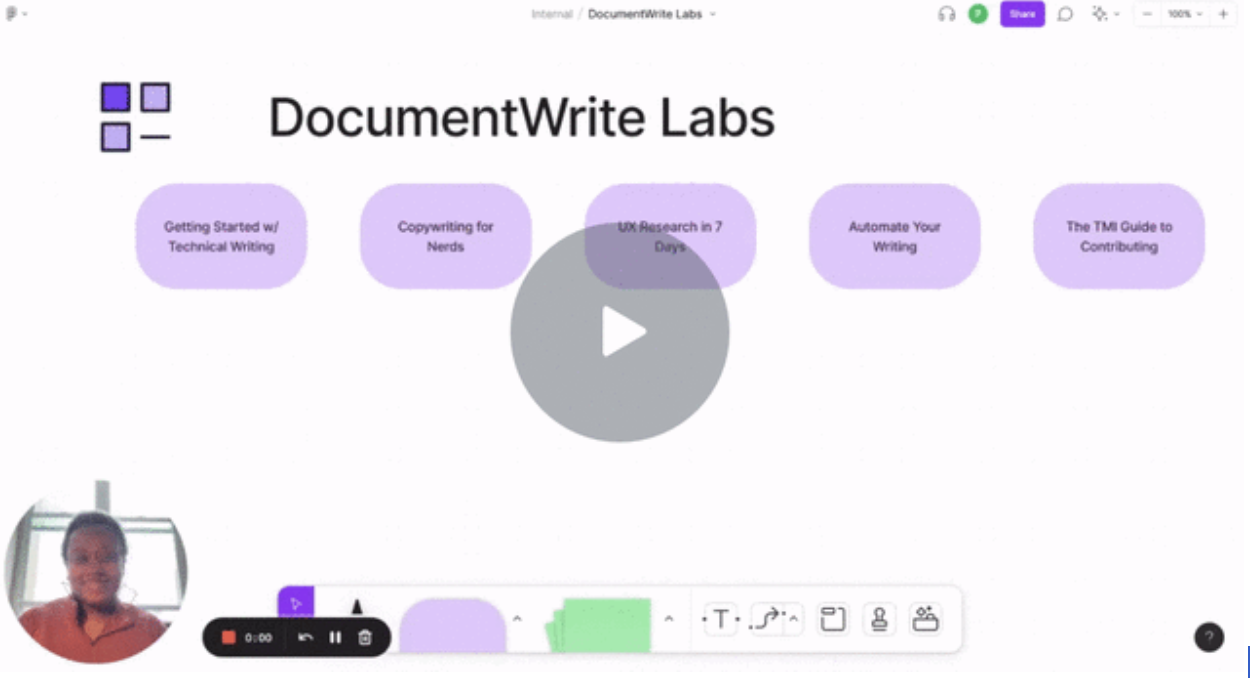 Internal / DocumentWrite Labs
Share
100%
DocumentWrite Labs
Getting Started w/
Technical Writing
Copywriting for
Nerds
UX Research in 7
Days
Automate Your
Writing
The TMI Guide to
Contributing
T
0:00
?